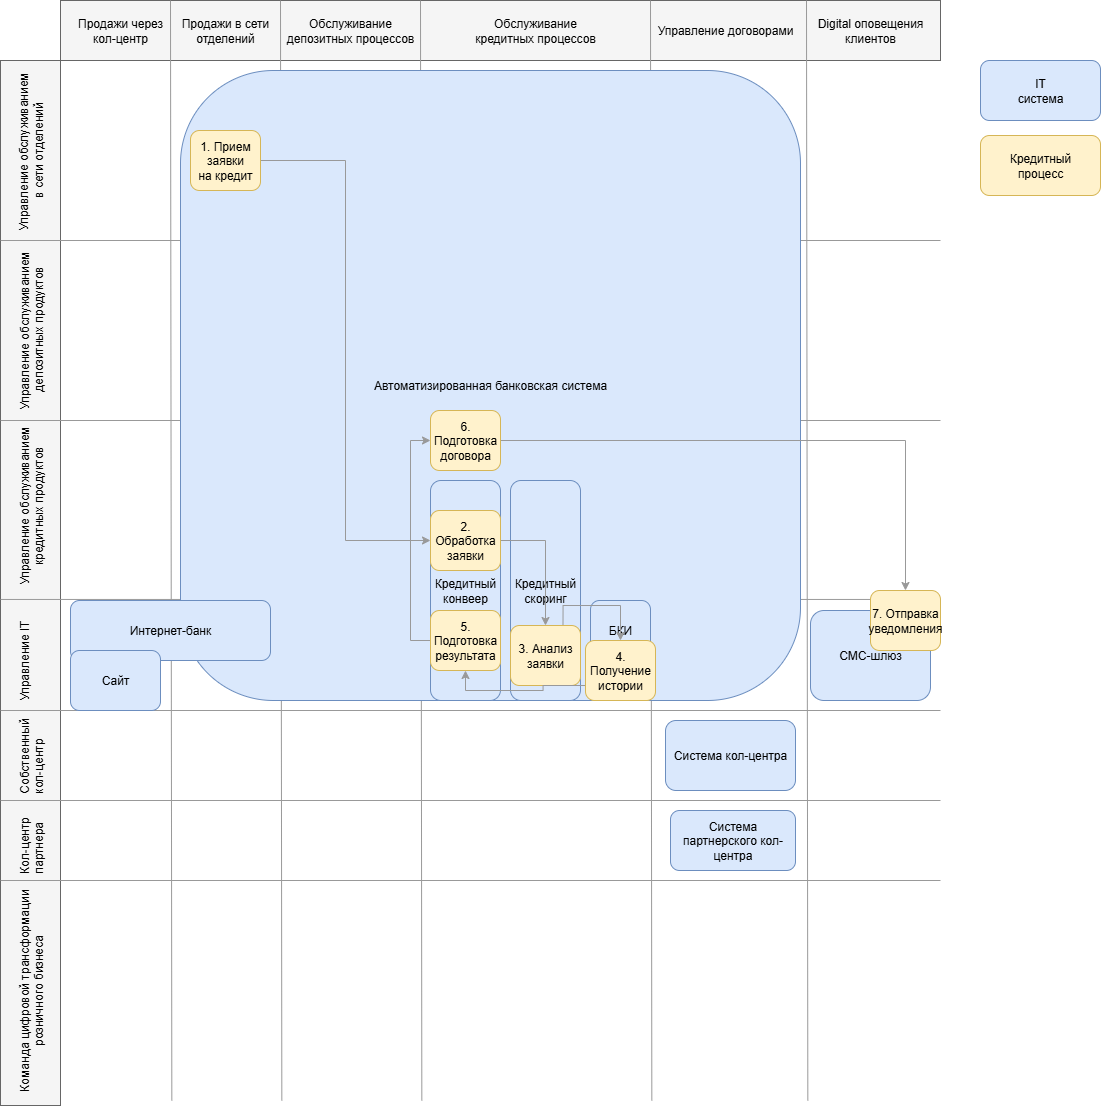 Продажи через
кол-центр
Продажи в сети
отделений
Обслуживание
депозитных процессов
Обслуживание
кредитных процессов
Управление договорами
Digital оповещения
клиентов
IT
система
Кредитный
процесс
Управление обслуживанием
в сети отделений
1. Прием
заявки
на кредит
Управление обслуживанием
депозитных продуктов
Автоматизированная банковская система
Управление обслуживанием
кредитных продуктов
6.
Подготовка
договора
2.
Обработка
заявки
Кредитный
конвеер
Кредитный
скоринг
Управление IT
Интернет-банк
Сайт
5.
Подготовка
результата
3. Анализ
заявки
БКИ
4.
Получение
истории
7. Отправка
уведомления
СМС-шлюз
Собственный
кол-центр
Система кол-центра
Кол-центр
партнера
Система
партнерского кол-
центра
Команда цифровой трансформации
розничного бизнеса